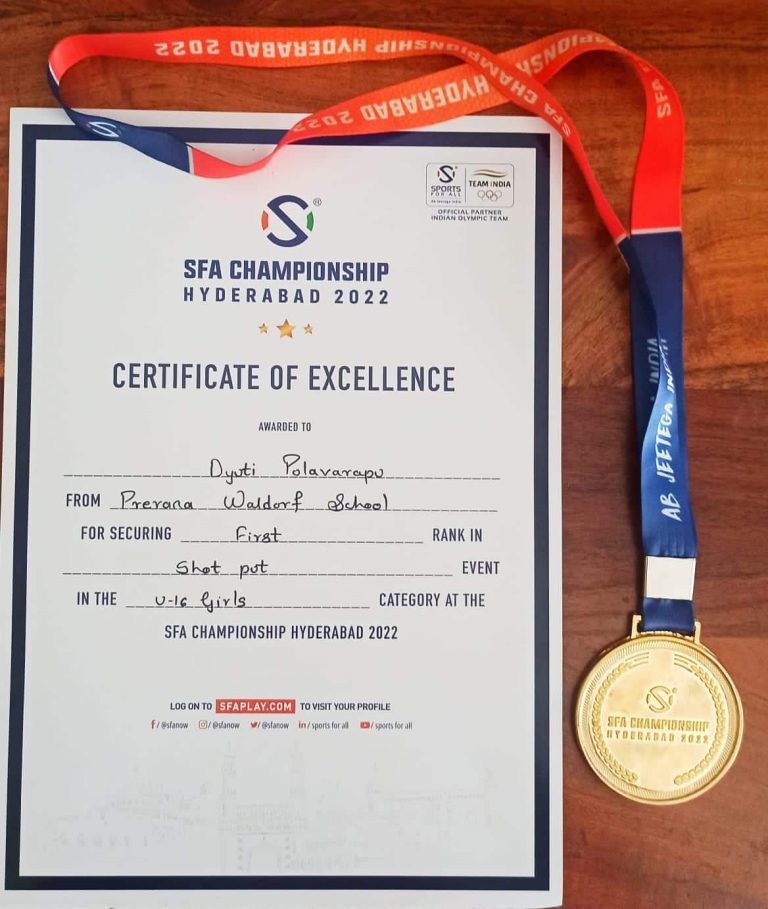 SFA CHAMPIONSHIP HYDERABAD 2022
SFA CHAMPIONSHIP HYDERABAD 2022
SFA
SPORTS
FOR ALL
Ab Jeetega India
TEAM INDIA
OFFICIAL PARTNER
INDIAN OLYMPIC TEAM
SFA CHAMPIONSHIP
HYDERABAD 2022
CERTIFICATE OF EXCELLENCE
AWARDED TO
Dyuti Polavarapu
FROM Prerana Waldorf School
FOR SECURING First RANK IN
Shot put EVENT
IN THE U-16 Girls CATEGORY AT THE
SFA CHAMPIONSHIP HYDERABAD 2022
LOG ON TO SFAPLAY.COM TO VISIT YOUR PROFILE
/ @sfanow / @sfanow / @sfanow / sports for all / sports for all
AB JEETEGA INDIA
SFA CHAMPIONSHIP
HYDERABAD 2022